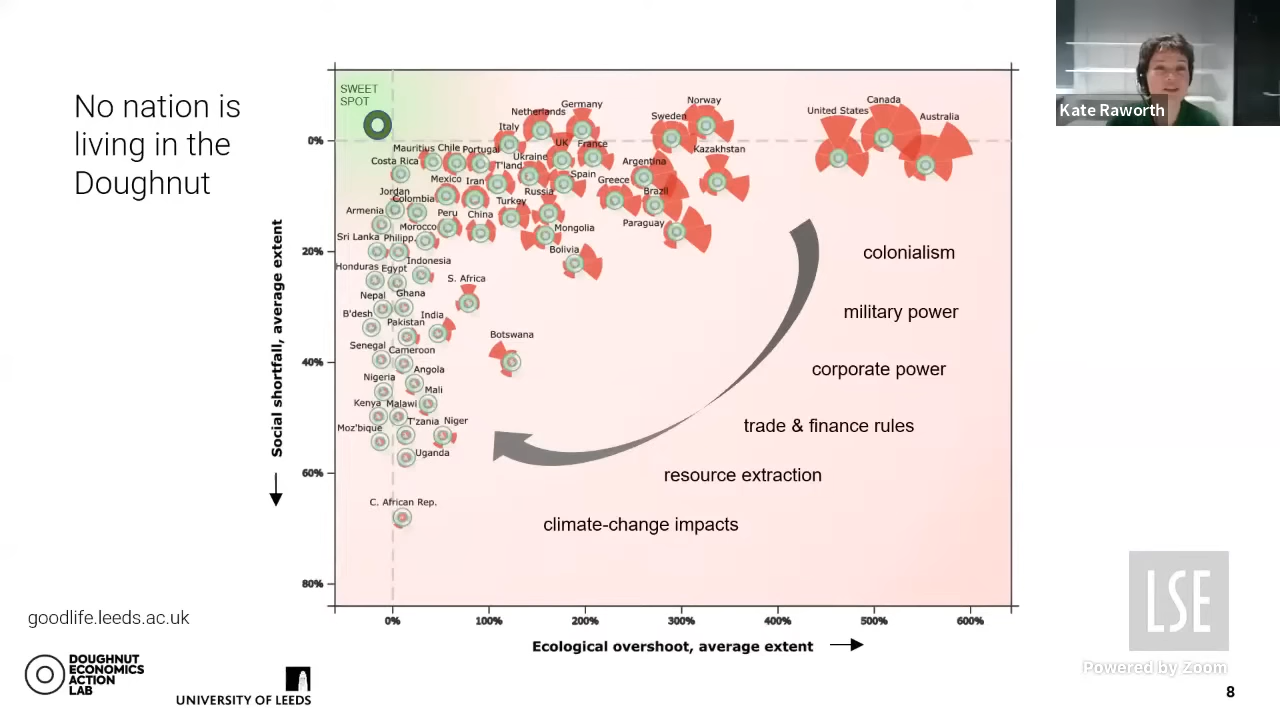 No nation is
living in the
Doughnut
Kate Raworth
SWEET
SPOT
Netherlands
Germany
Italy
UK
France
Sweden
Norway
Kazakhstan
United States
Canada
Australia
Mauritius
Chile
Portugal
Costa Rica
Ukraine
T'land
Spain
Argentina
Greece
Brazil
Paraguay
Jordan
Mexico
Iran
Russia
Colombia
Turkey
Armenia
Morocco
Peru
China
Mongolia
Bolivia
Sri Lanka
Philipp.
Honduras
Egypt
Indonesia
S. Africa
Nepal
Ghana
B'desh
Pakistan
India
Botswana
Senegal
Cameroon
Angola
Nigeria
Mali
Kenya
Malawi
Moz'bique
T'zania
Niger
Uganda
C. African Rep.
0%
20%
40%
60%
80%
Social shortfall, average extent
0%
100%
200%
300%
400%
500%
600%
Ecological overshoot, average extent
colonialism
military power
corporate power
trade & finance rules
resource extraction
climate-change impacts
goodlife.leeds.ac.uk
DOUGHNUT
ECONOMICS
ACTION
LAB
UNIVERSITY OF LEEDS
LSE
Powered by Zoom
8